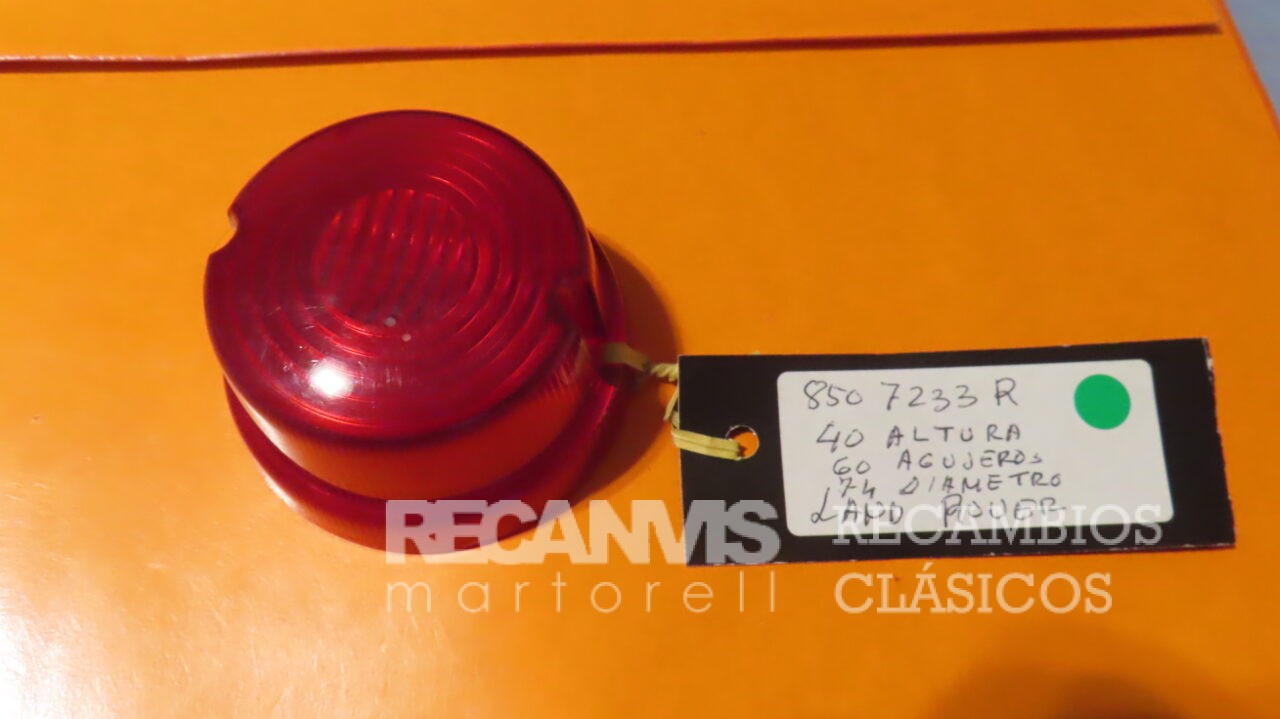 850 7233 R
40 ALTURA
60 AGUJEROS
74 DIAMETRO
LAND ROVER
RECANVIS
martorell
RECAMBIOS
CLÁSICOS